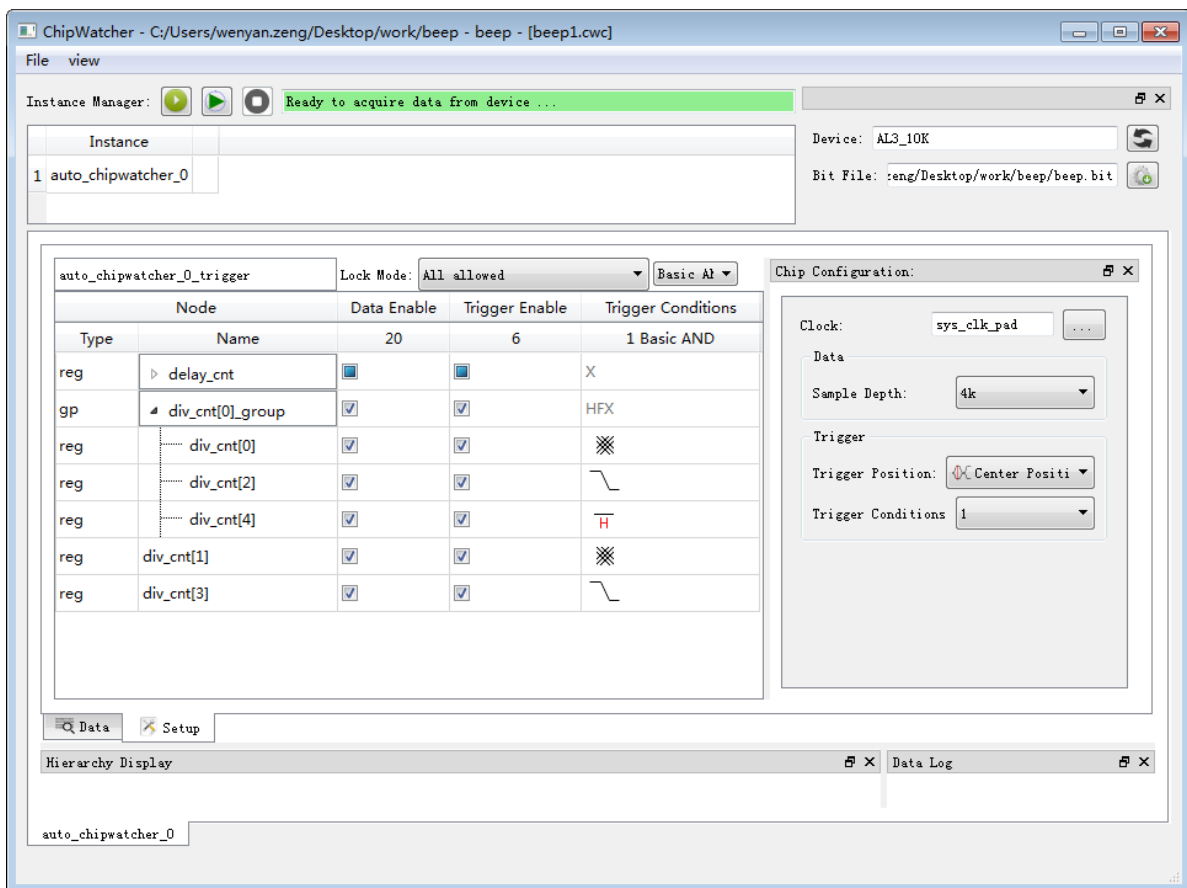 ChipWatcher - C:/Users/wenyan.zeng/Desktop/work/beep - beep - [beep1.cwc]
File view
Instance Manager: Ready to acquire data from device ...
Instance
1 auto_chipwatcher_0
Device: AL3_10K
Bit File: :eng/Desktop/work/beep/beep.bit
auto_chipwatcher_0_trigger Lock Mode: All allowed Basic
Node Data Enable Trigger Enable Trigger Conditions
Type Name 20 6 1 Basic AND
reg delay_cnt X
gp div_cnt[0]_group HFX
reg div_cnt[0]
reg div_cnt[2]
reg div_cnt[4] H
reg div_cnt[1]
reg div_cnt[3]
Chip Configuration:
Clock: sys_clk_pad ...
Data
Sample Depth: 4k
Trigger
Trigger Position: Center Positi
Trigger Conditions 1
Data Setup
Hierarchy Display Data Log
auto_chipwatcher_0